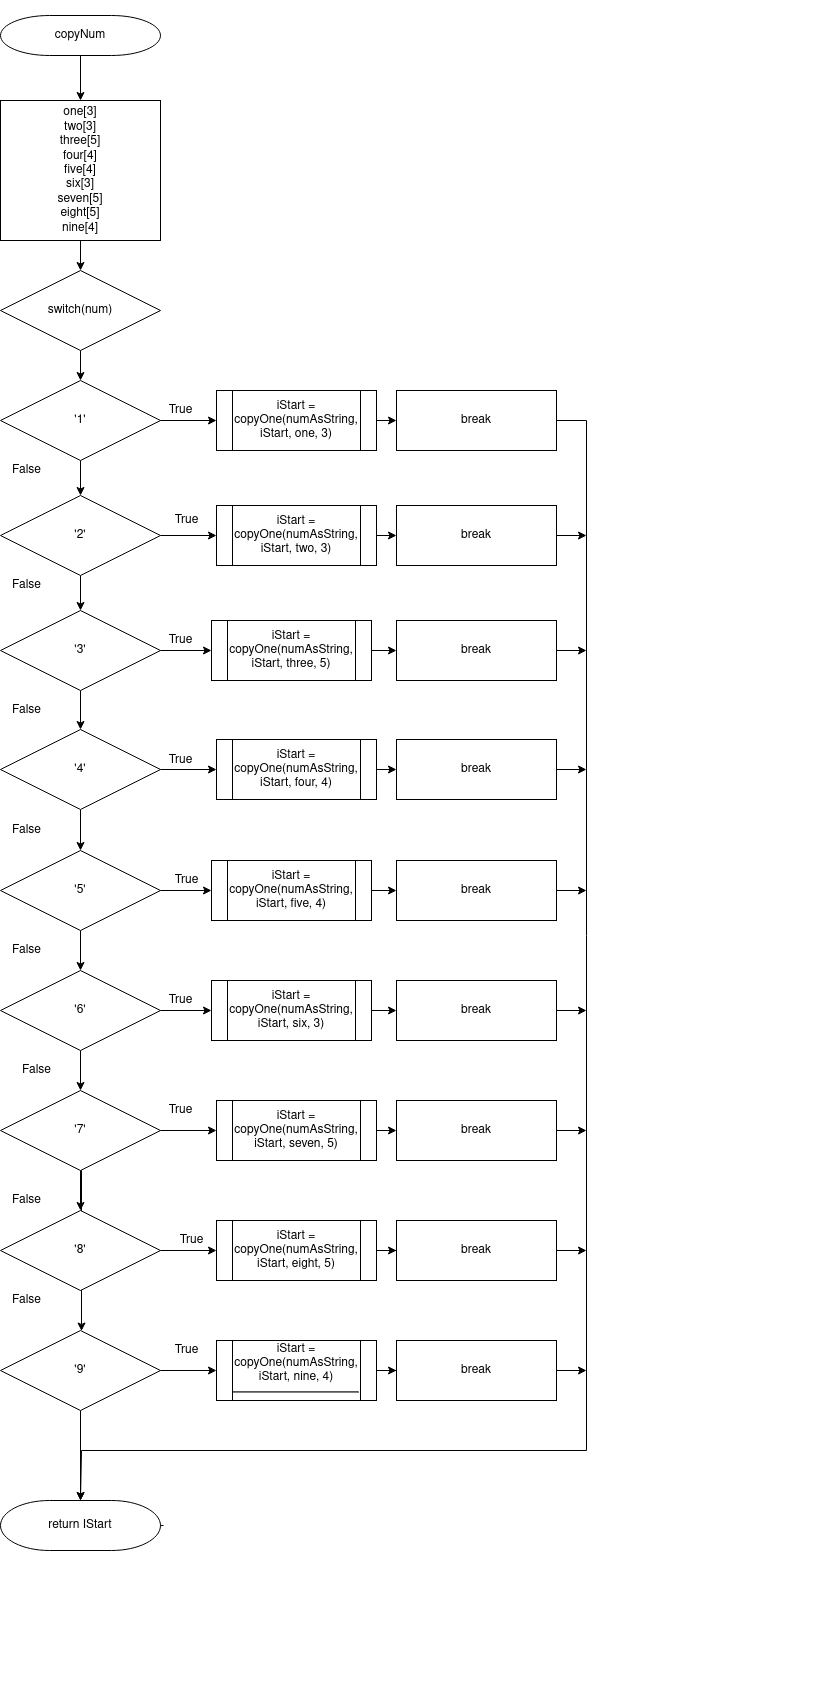 copyNum
one[3]
two[3]
three[5]
four[4]
five[4]
six[3]
seven[5]
eight[5]
nine[4]
switch(num)
'1'
True
iStart =
copyOne(numAsString,
iStart, one, 3)
break
False
'2'
True
iStart =
copyOne(numAsString,
iStart, two, 3)
break
False
'3'
True
iStart =
copyOne(numAsString,
iStart, three, 5)
break
False
'4'
True
iStart =
copyOne(numAsString,
iStart, four, 4)
break
False
'5'
True
iStart =
copyOne(numAsString,
iStart, five, 4)
break
False
'6'
True
iStart =
copyOne(numAsString,
iStart, six, 3)
break
False
'7'
True
iStart =
copyOne(numAsString,
iStart, seven, 5)
break
False
'8'
True
iStart =
copyOne(numAsString,
iStart, eight, 5)
break
False
'9'
True
iStart =
copyOne(numAsString,
iStart, nine, 4)
break
return IStart